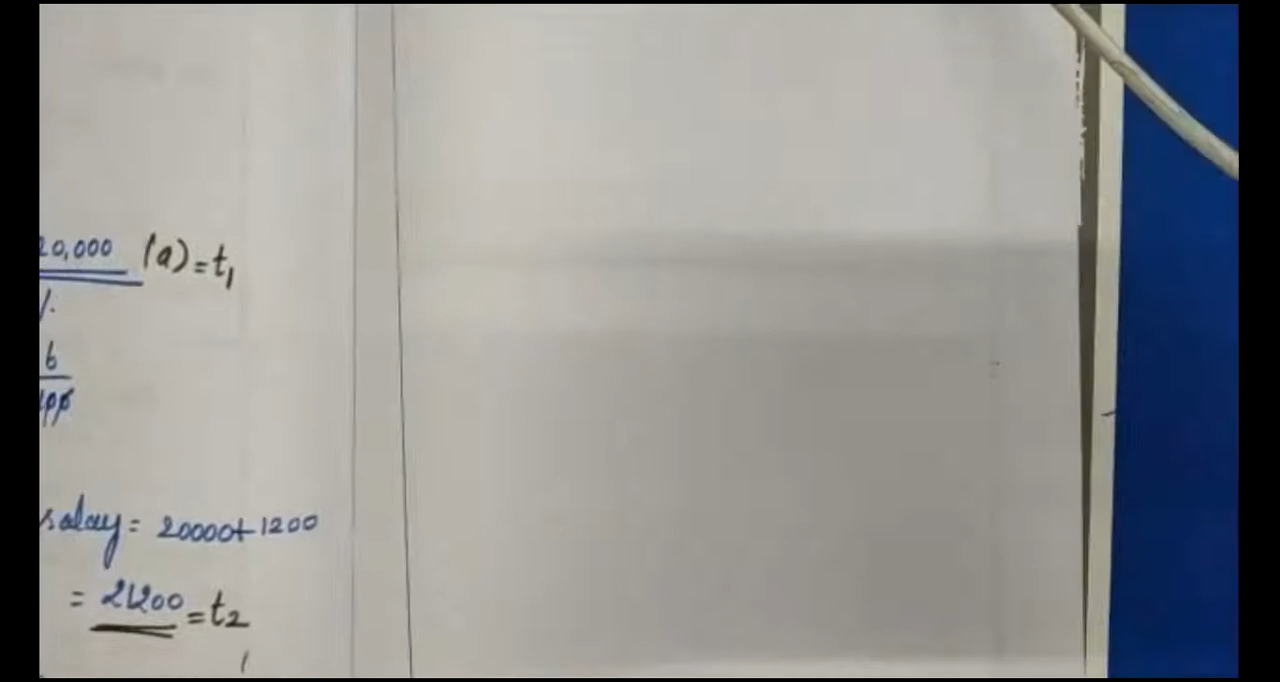 20,000 (a) = t1
%.
6
100
salary = 20000+1200
= 21200 = t2